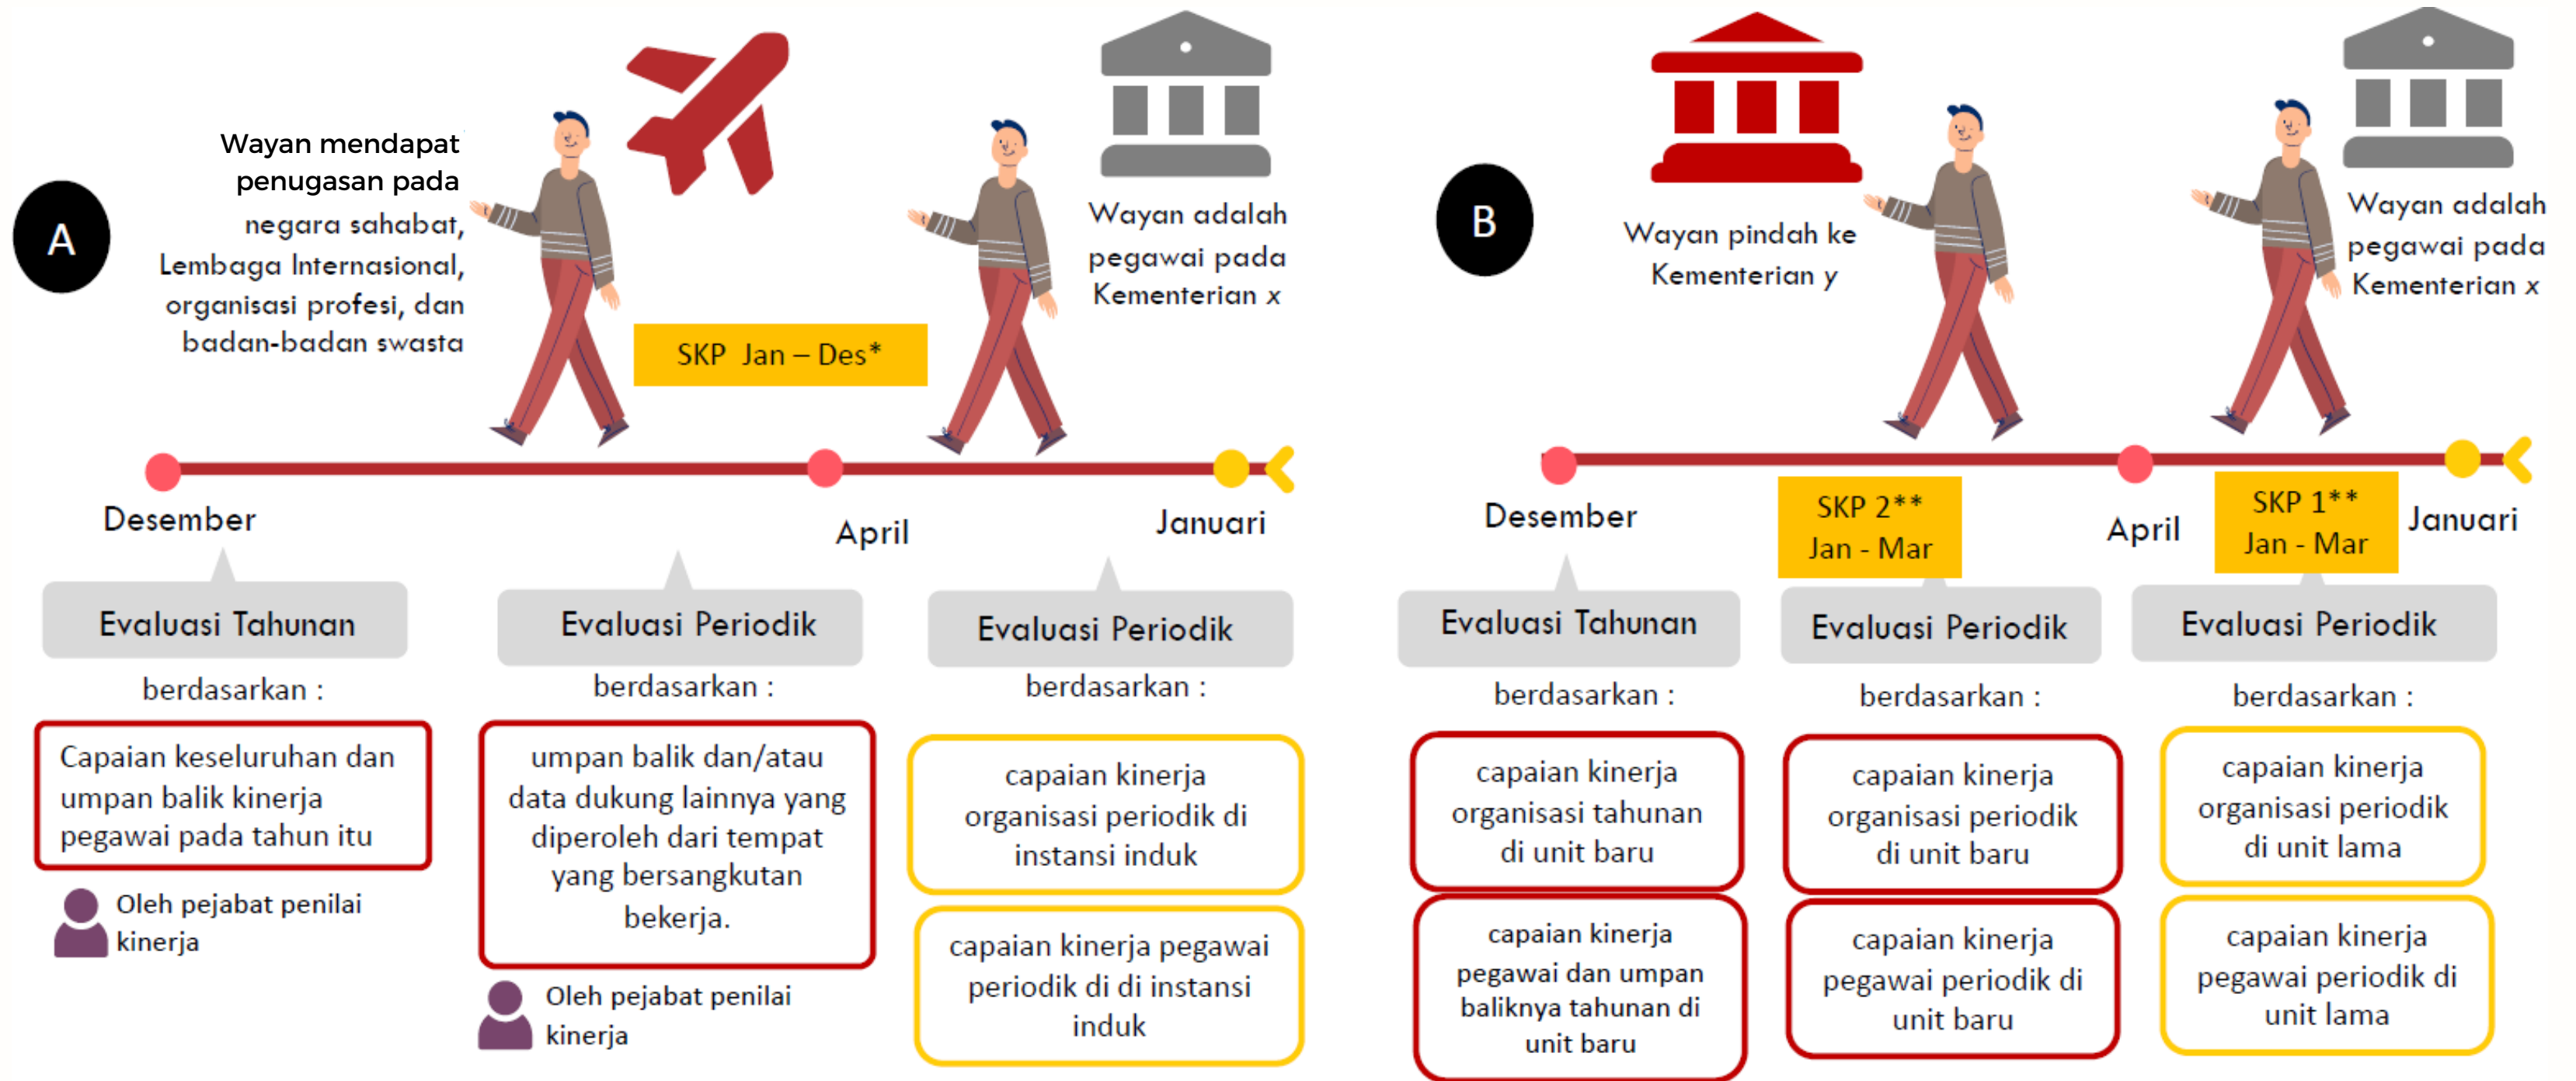 A
Wayan mendapat
penugasan pada
negara sahabat,
Lembaga Internasional,
organisasi profesi, dan
badan-badan swasta
SKP Jan – Des*
Wayan adalah
pegawai pada
Kementerian x
Desember
April
Januari
Evaluasi Tahunan
berdasarkan :
Capaian keseluruhan dan
umpan balik kinerja
pegawai pada tahun itu
Oleh pejabat penilai
kinerja
Evaluasi Periodik
berdasarkan :
umpan balik dan/atau
data dukung lainnya yang
diperoleh dari tempat
yang bersangkutan
bekerja.
Oleh pejabat penilai
kinerja
Evaluasi Periodik
berdasarkan :
capaian kinerja
organisasi periodik di
instansi induk
capaian kinerja pegawai
periodik di di instansi
induk
B
Wayan pindah ke
Kementerian y
Wayan adalah
pegawai pada
Kementerian x
Desember
SKP 2**
Jan - Mar
April
SKP 1**
Jan - Mar
Januari
Evaluasi Tahunan
berdasarkan :
capaian kinerja
organisasi tahunan
di unit baru
capaian kinerja
pegawai dan umpan
baliknya tahunan di
unit baru
Evaluasi Periodik
berdasarkan :
capaian kinerja
organisasi periodik
di unit baru
capaian kinerja
pegawai periodik di
unit baru
Evaluasi Periodik
berdasarkan :
capaian kinerja
organisasi periodik
di unit lama
capaian kinerja
pegawai periodik di
unit lama